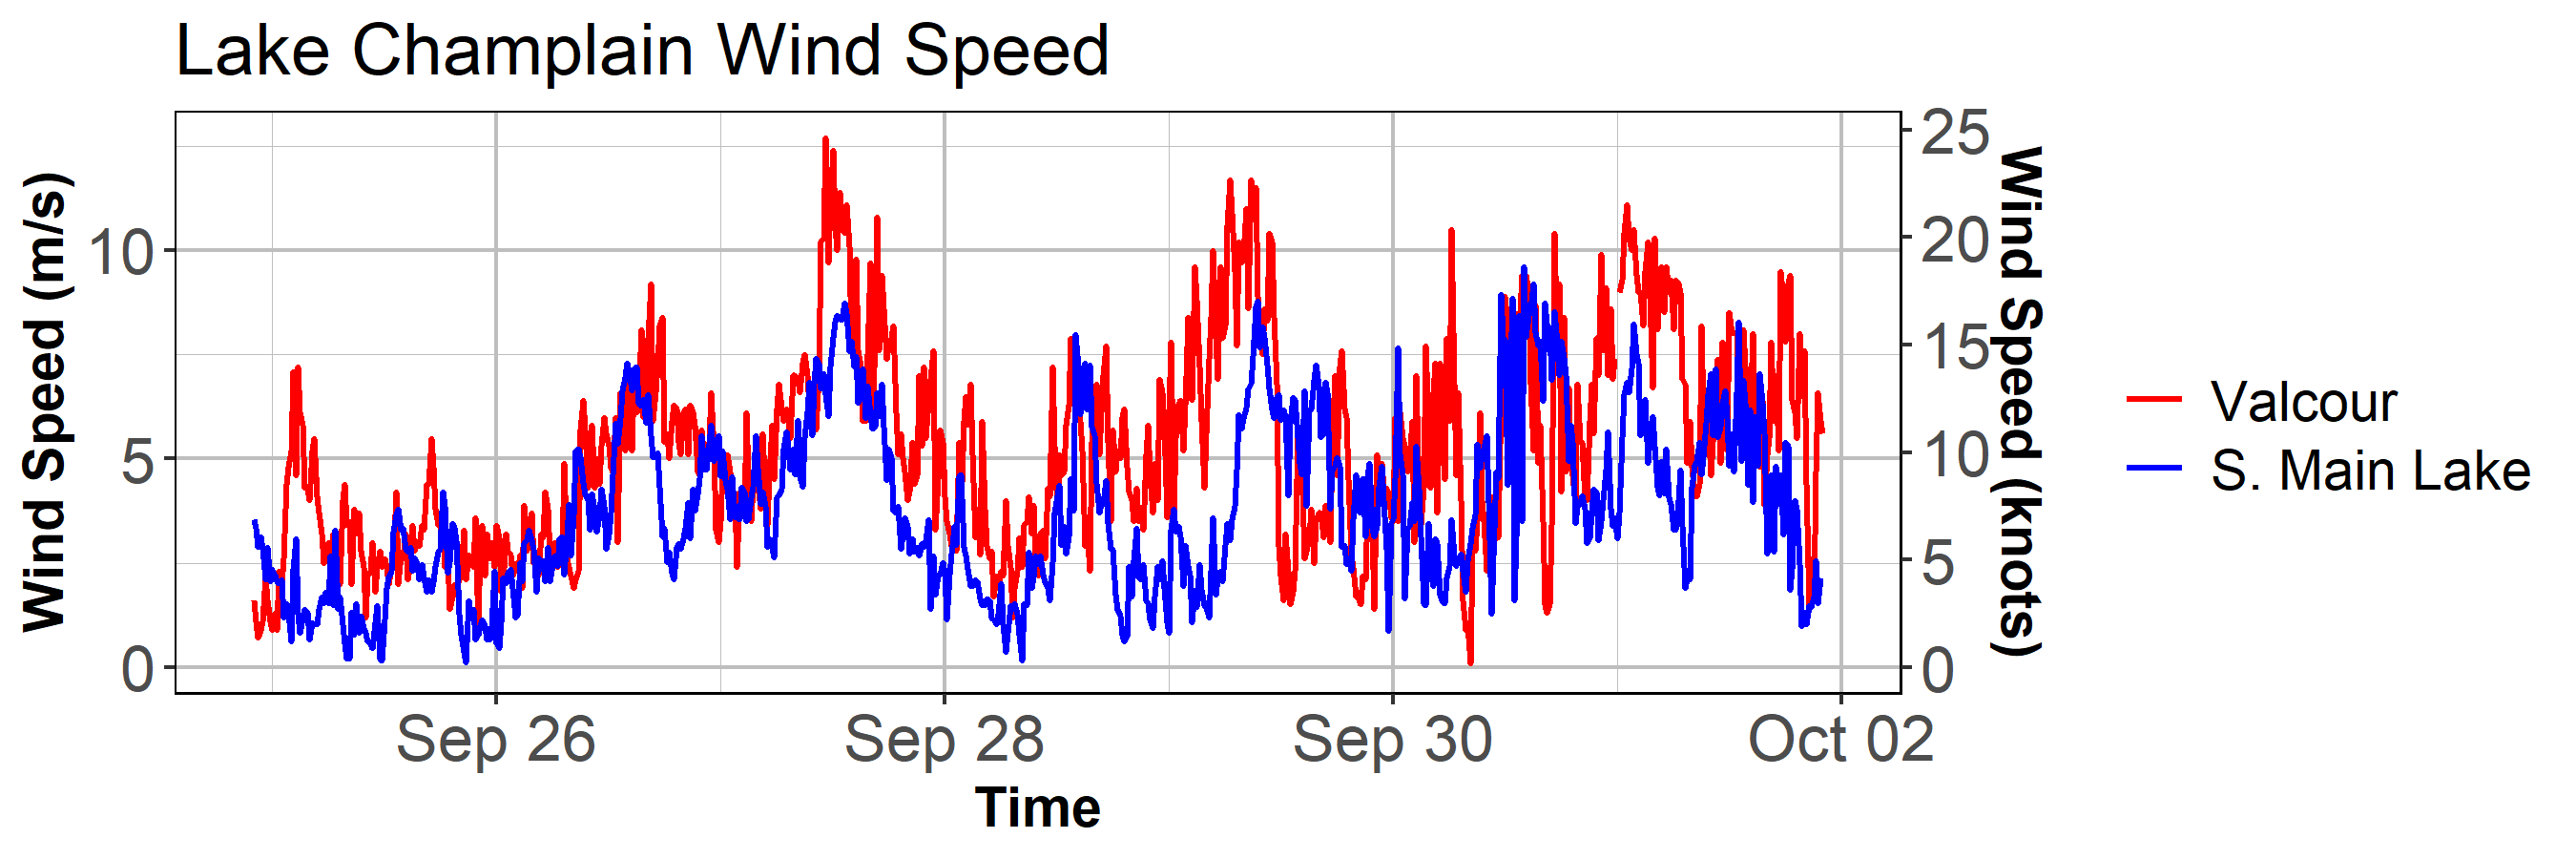 Lake Champlain Wind Speed
Wind Speed (m/s)
10
5
0
25
20
15
10
5
0
Wind Speed (knots)
Sep 26
Sep 28
Sep 30
Oct 02
Time
Valcour
S. Main Lake